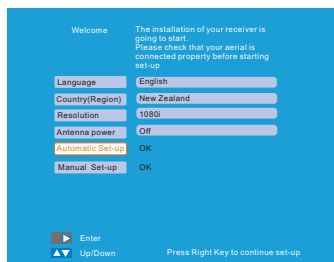 Welcome
The installation of your receiver is
going to start.
Please check that your aerial is
connected property before starting
set-up
Language English
Country(Region) New Zealand
Resolution 1080i
Antenna power Off
Automatic Set-up OK
Manual Set-up OK
Enter
Up/Down Press Right Key to continue set-up